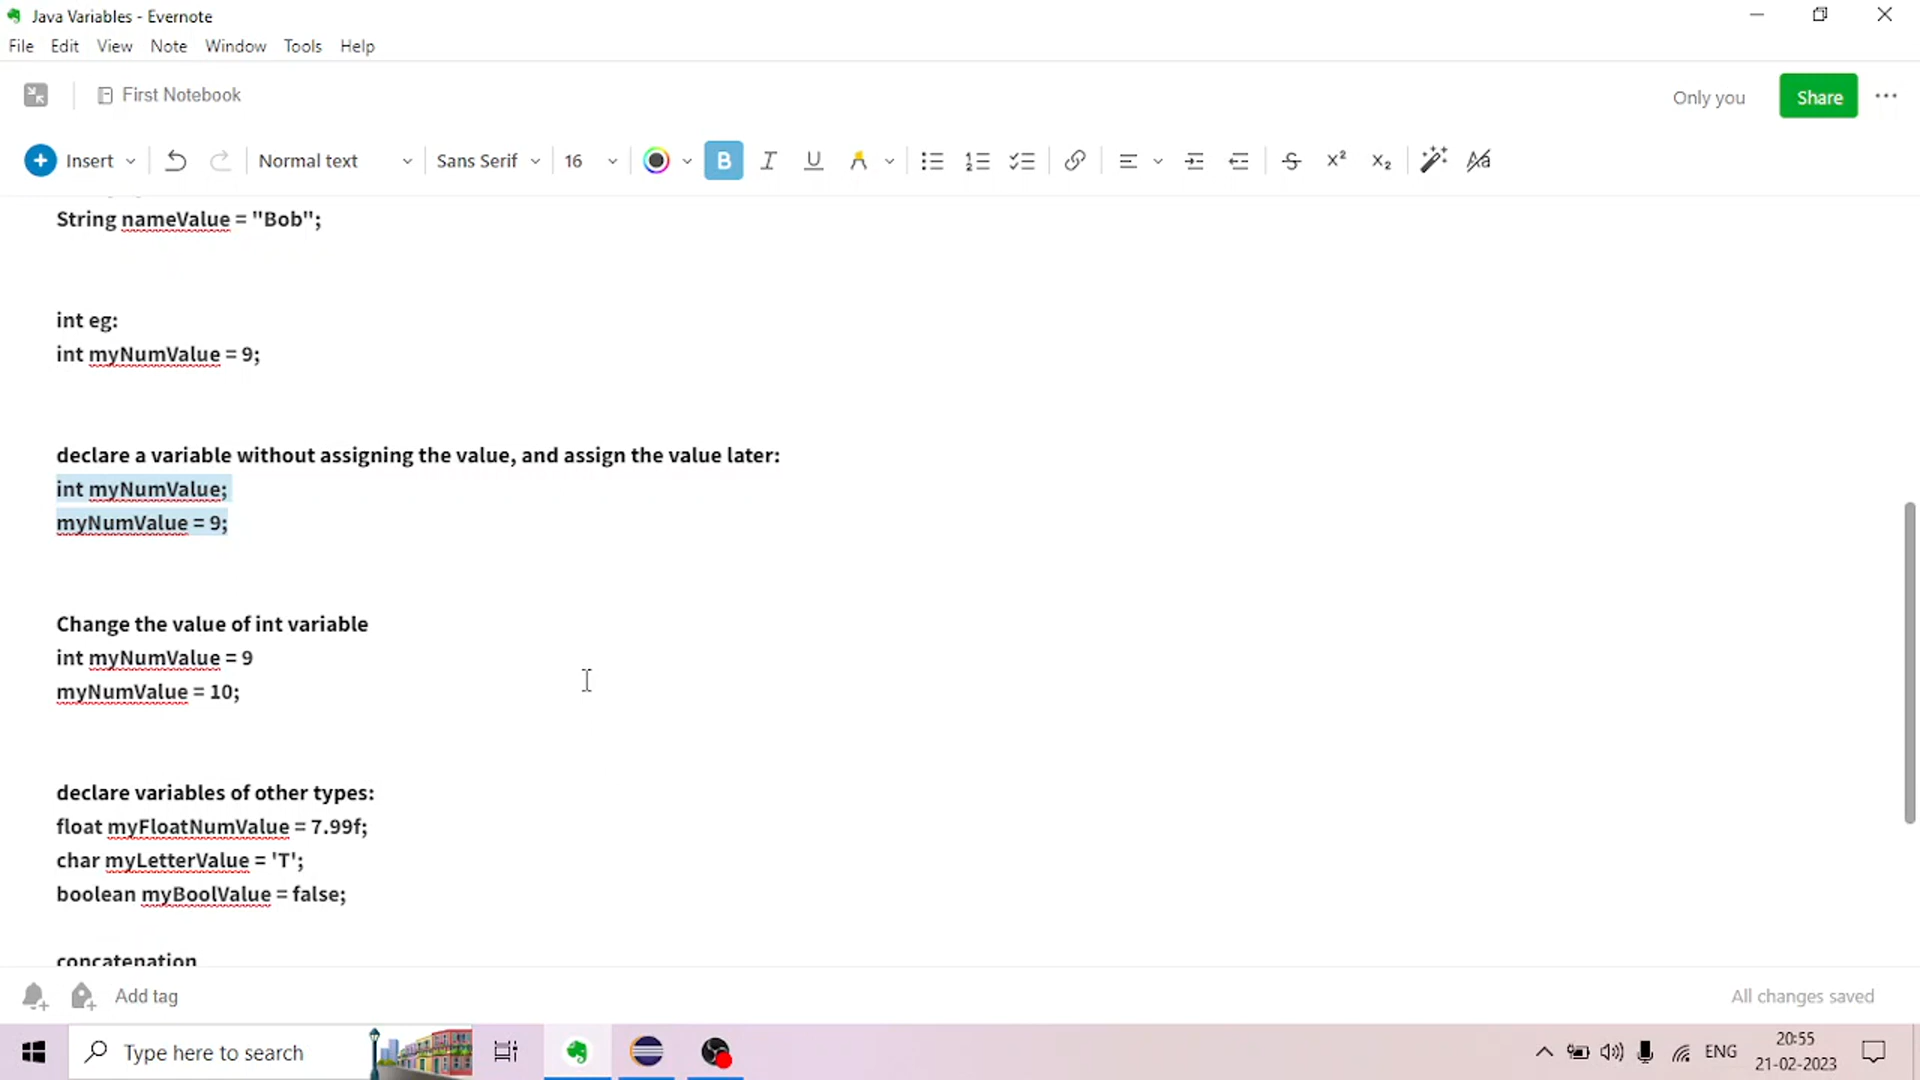 Java Variables - Evernote
File Edit View Note Window Tools Help
First Notebook
Only you
Share
Insert
Normal text
Sans Serif
16
B
String nameValue = "Bob";
int eg:
int myNumValue = 9;
declare a variable without assigning the value, and assign the value later:
int myNumValue;
myNumValue = 9;
Change the value of int variable
int myNumValue = 9
myNumValue = 10;
declare variables of other types:
float myFloatNumValue = 7.99f;
char myLetterValue = 'T';
boolean myBoolValue = false;
concatenation
Add tag
All changes saved
Type here to search
ENG
20:55
21-02-2023